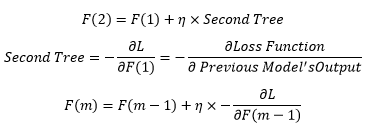 F(2) = F(1) + η × Second Tree
Second Tree = − ∂L / ∂F(1) = − ∂Loss Function / ∂ Previous Model'sOutput
F(m) = F(m − 1) + η × − ∂L / ∂F(m − 1)